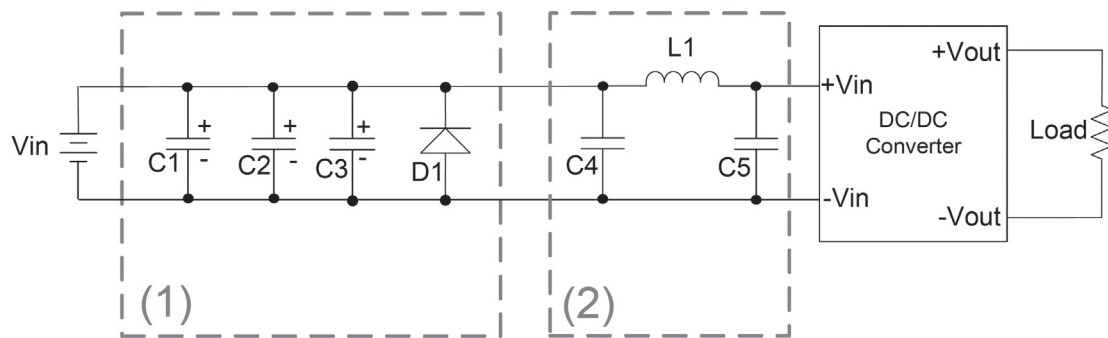 L1
+Vout
+Vin
Vin
+
-
C1
+
-
C2
+
-
C3
D1
C4
C5
DC/DC
Converter
Load
-Vin
-Vout
(1)
(2)